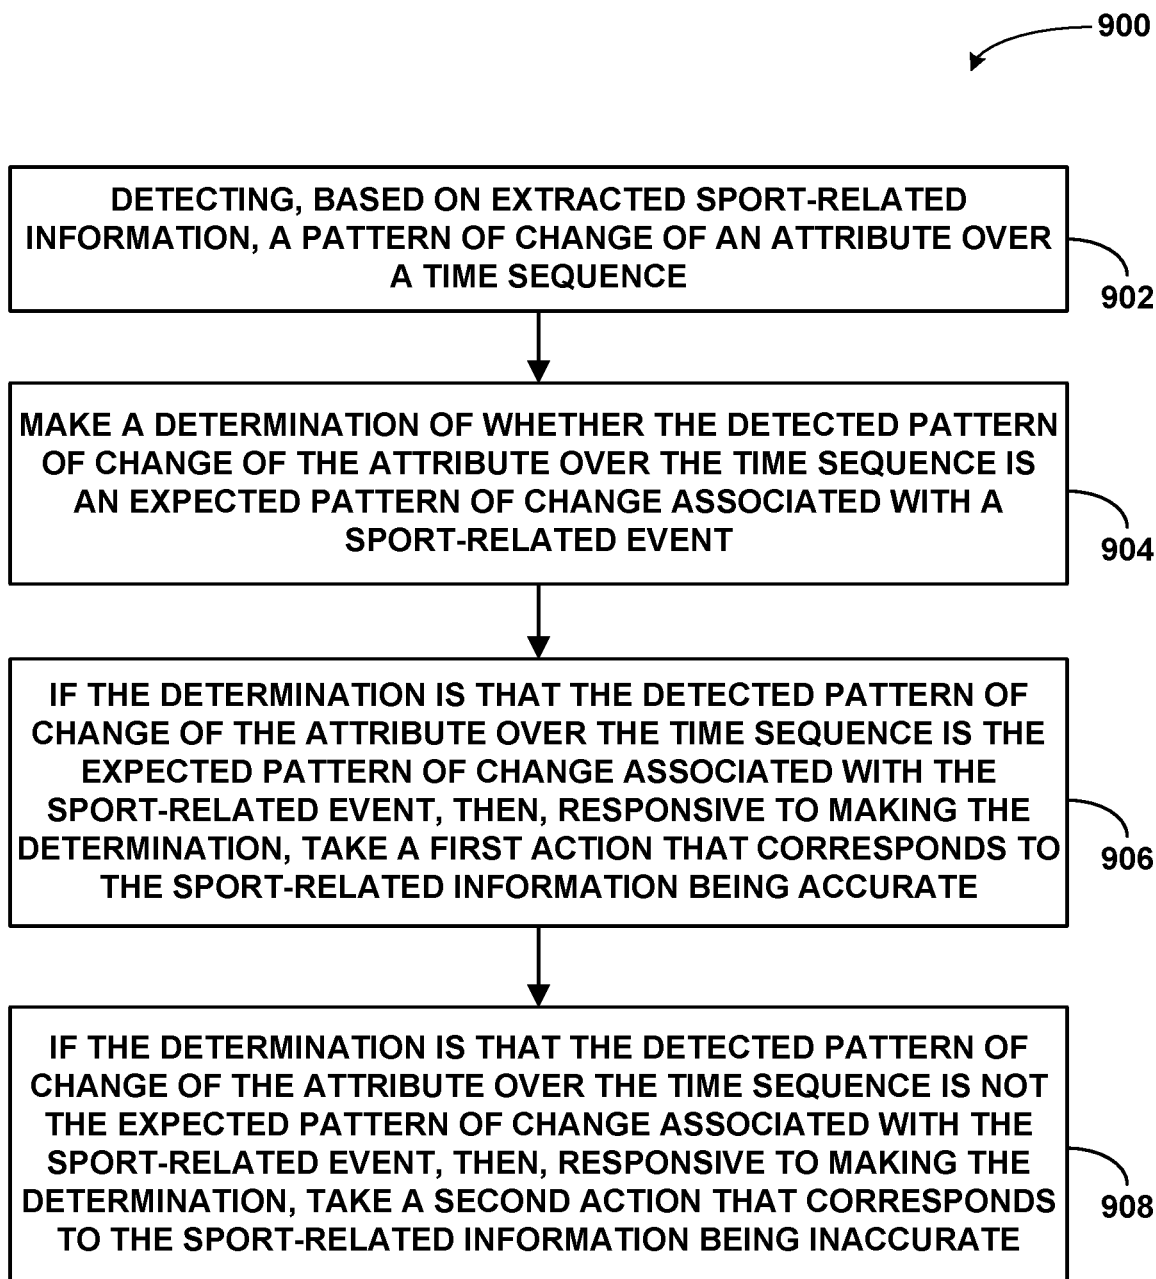 900
DETECTING, BASED ON EXTRACTED SPORT-RELATED
INFORMATION, A PATTERN OF CHANGE OF AN ATTRIBUTE OVER
A TIME SEQUENCE
902
MAKE A DETERMINATION OF WHETHER THE DETECTED PATTERN
OF CHANGE OF THE ATTRIBUTE OVER THE TIME SEQUENCE IS
AN EXPECTED PATTERN OF CHANGE ASSOCIATED WITH A
SPORT-RELATED EVENT
904
IF THE DETERMINATION IS THAT THE DETECTED PATTERN OF
CHANGE OF THE ATTRIBUTE OVER THE TIME SEQUENCE IS THE
EXPECTED PATTERN OF CHANGE ASSOCIATED WITH THE
SPORT-RELATED EVENT, THEN, RESPONSIVE TO MAKING THE
DETERMINATION, TAKE A FIRST ACTION THAT CORRESPONDS TO
THE SPORT-RELATED INFORMATION BEING ACCURATE
906
IF THE DETERMINATION IS THAT THE DETECTED PATTERN OF
CHANGE OF THE ATTRIBUTE OVER THE TIME SEQUENCE IS NOT
THE EXPECTED PATTERN OF CHANGE ASSOCIATED WITH THE
SPORT-RELATED EVENT, THEN, RESPONSIVE TO MAKING THE
DETERMINATION, TAKE A SECOND ACTION THAT CORRESPONDS
TO THE SPORT-RELATED INFORMATION BEING INACCURATE
908